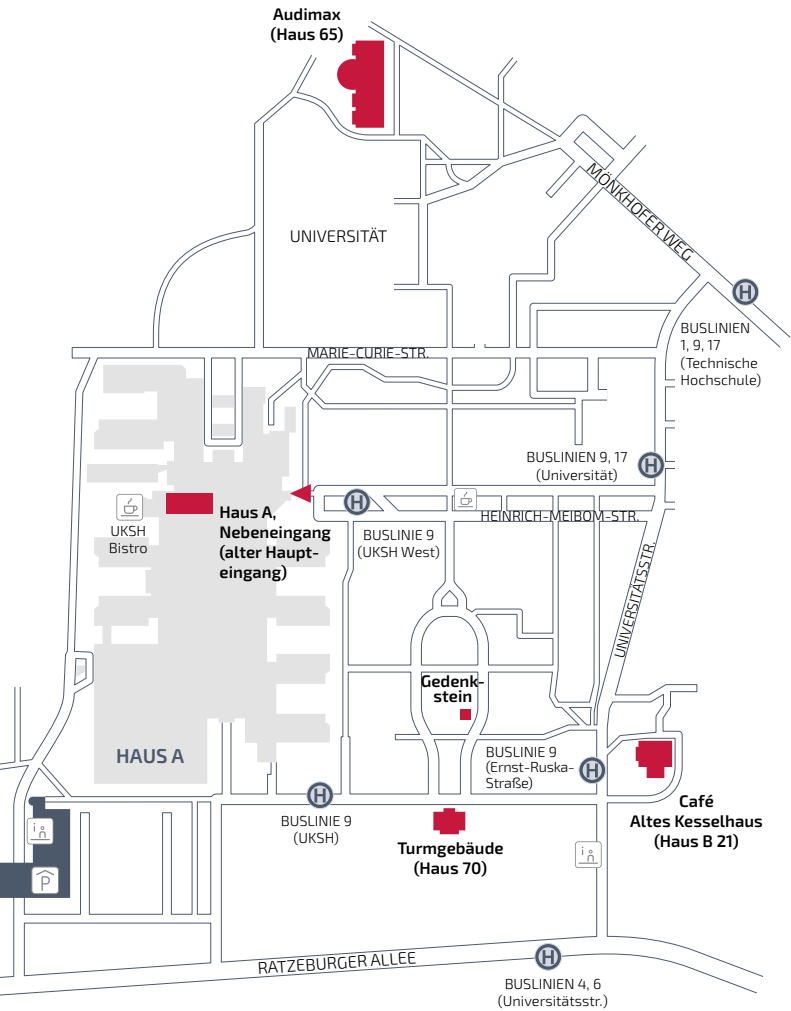 Audimax
(Haus 65)
UNIVERSITÄT
MÖNKHOFER WEG
H
BUSLINIEN
1, 9, 17
(Technische
Hochschule)
MARIE-CURIE-STR.
BUSLINIEN 9, 17
(Universität)
H
H
UKSH
Bistro
Haus A,
Nebeneingang
(alter Haupt-
eingang)
BUSLINIE 9
(UKSH West)
HEINRICH-MEIBOM-STR.
UNIVERSITÄTSSTR.
Gedenk-
stein
HAUS A
BUSLINIE 9
(Ernst-Ruska-
Straße)
H
H
BUSLINIE 9
(UKSH)
Café
Altes Kesselhaus
(Haus B 21)
Turmgebäude
(Haus 70)
i
i
P
RATZEBURGER ALLEE
H
BUSLINIEN 4, 6
(Universitätsstr.)